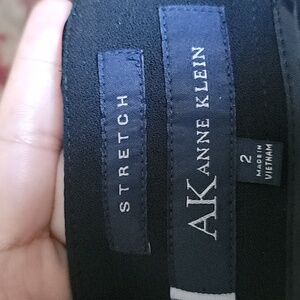 STRETCH
AK ANNE KLEIN
2
MADE IN
VIETNAM